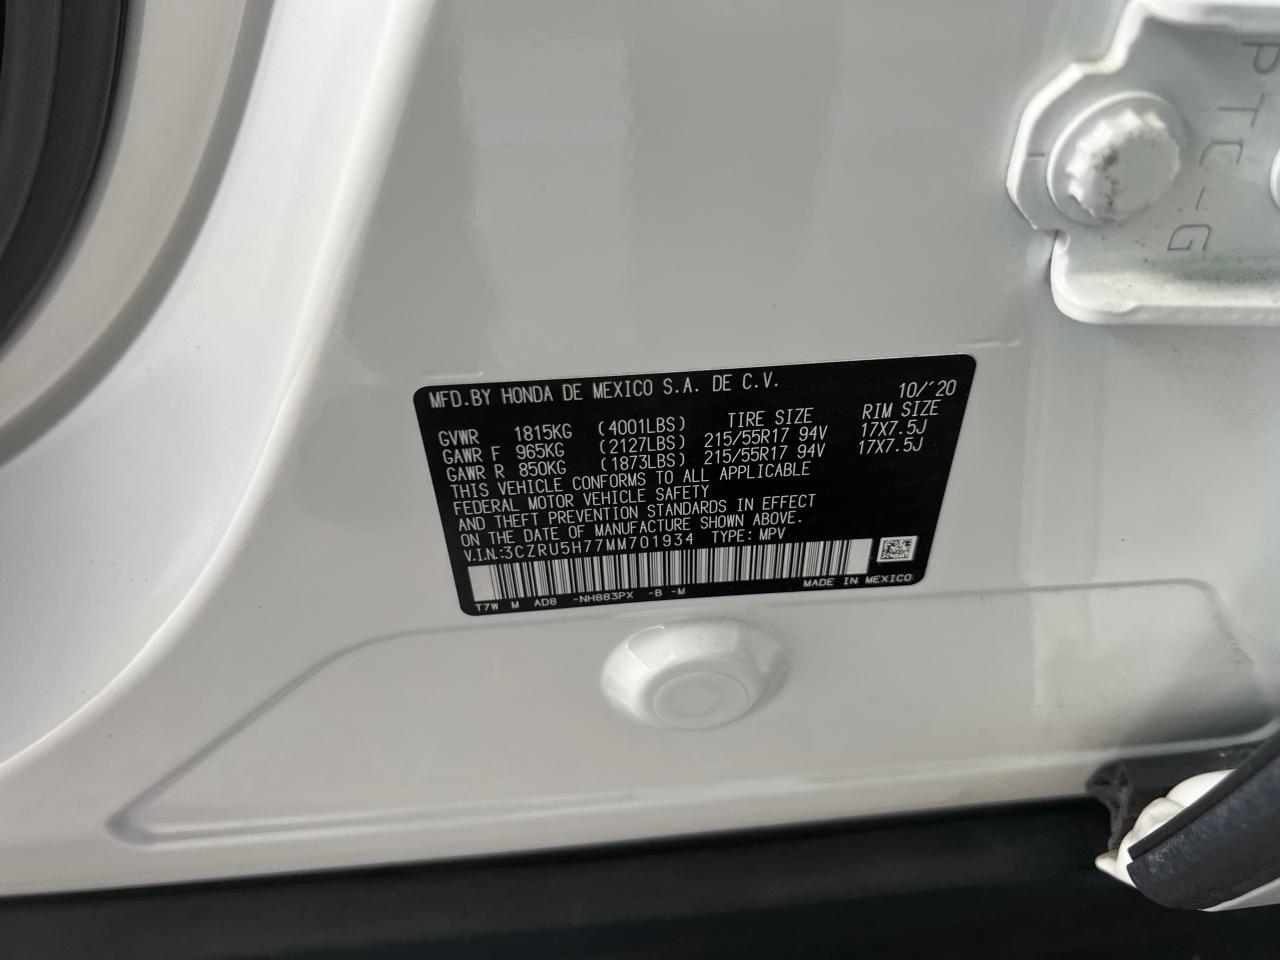 PTC-G
MFD.BY HONDA DE MEXICO S.A. DE C.V. 10/´20
TIRE SIZE RIM SIZE
GVWR 1815KG (4001LBS)
GAWR F 965KG (2127LBS) 215/55R17 94V 17X7.5J
GAWR R 850KG (1873LBS) 215/55R17 94V 17X7.5J
THIS VEHICLE CONFORMS TO ALL APPLICABLE
FEDERAL MOTOR VEHICLE SAFETY
AND THEFT PREVENTION STANDARDS IN EFFECT
ON THE DATE OF MANUFACTURE SHOWN ABOVE.
V.I.N.:3CZRU5H77MM701934 TYPE: MPV
MADE IN MEXICO
T7W M AD8 -NH883PX -B -M